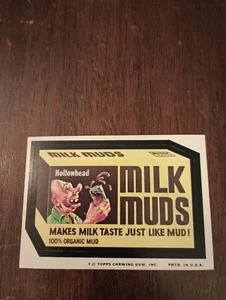 MILK MUDS
Hollowhead
MILK
MUDS
MAKES MILK TASTE JUST LIKE MUD!
100% ORGANIC MUD
© TOPPS CHEWING GUM, INC. PRTD. IN U.S.A.